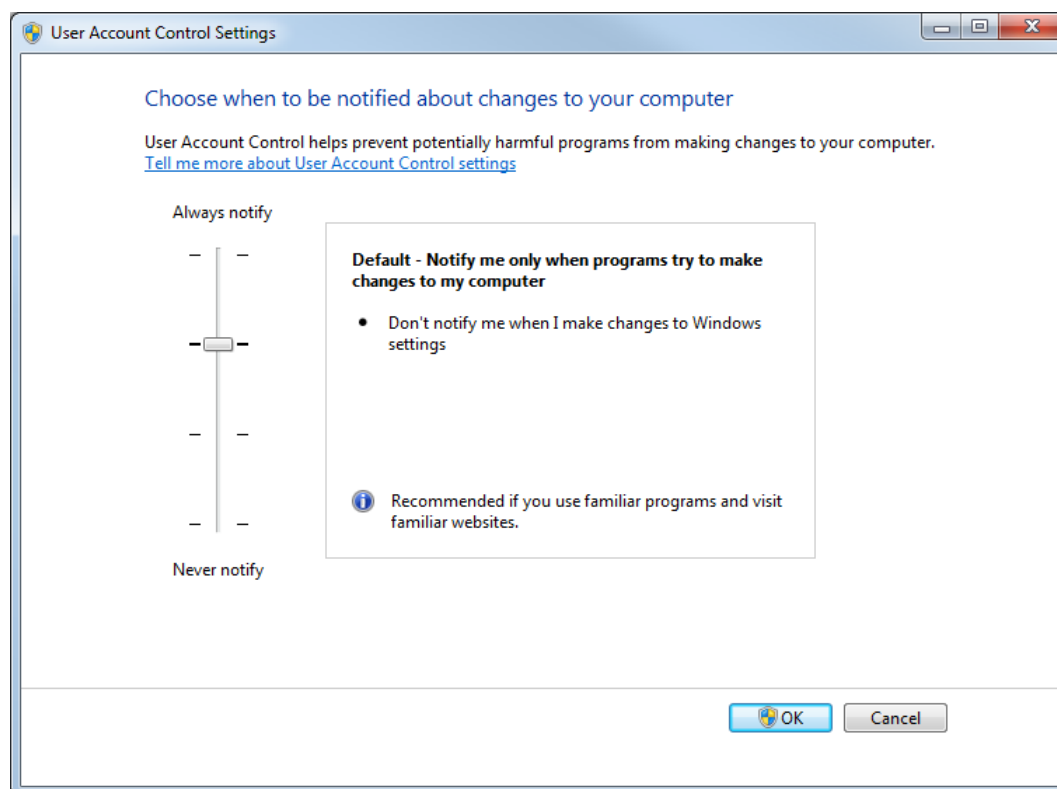 User Account Control Settings
Choose when to be notified about changes to your computer
User Account Control helps prevent potentially harmful programs from making changes to your computer.
Tell me more about User Account Control settings
Always notify
Default - Notify me only when programs try to make
changes to my computer
• Don't notify me when I make changes to Windows
settings
Recommended if you use familiar programs and visit
familiar websites.
Never notify
OK
Cancel